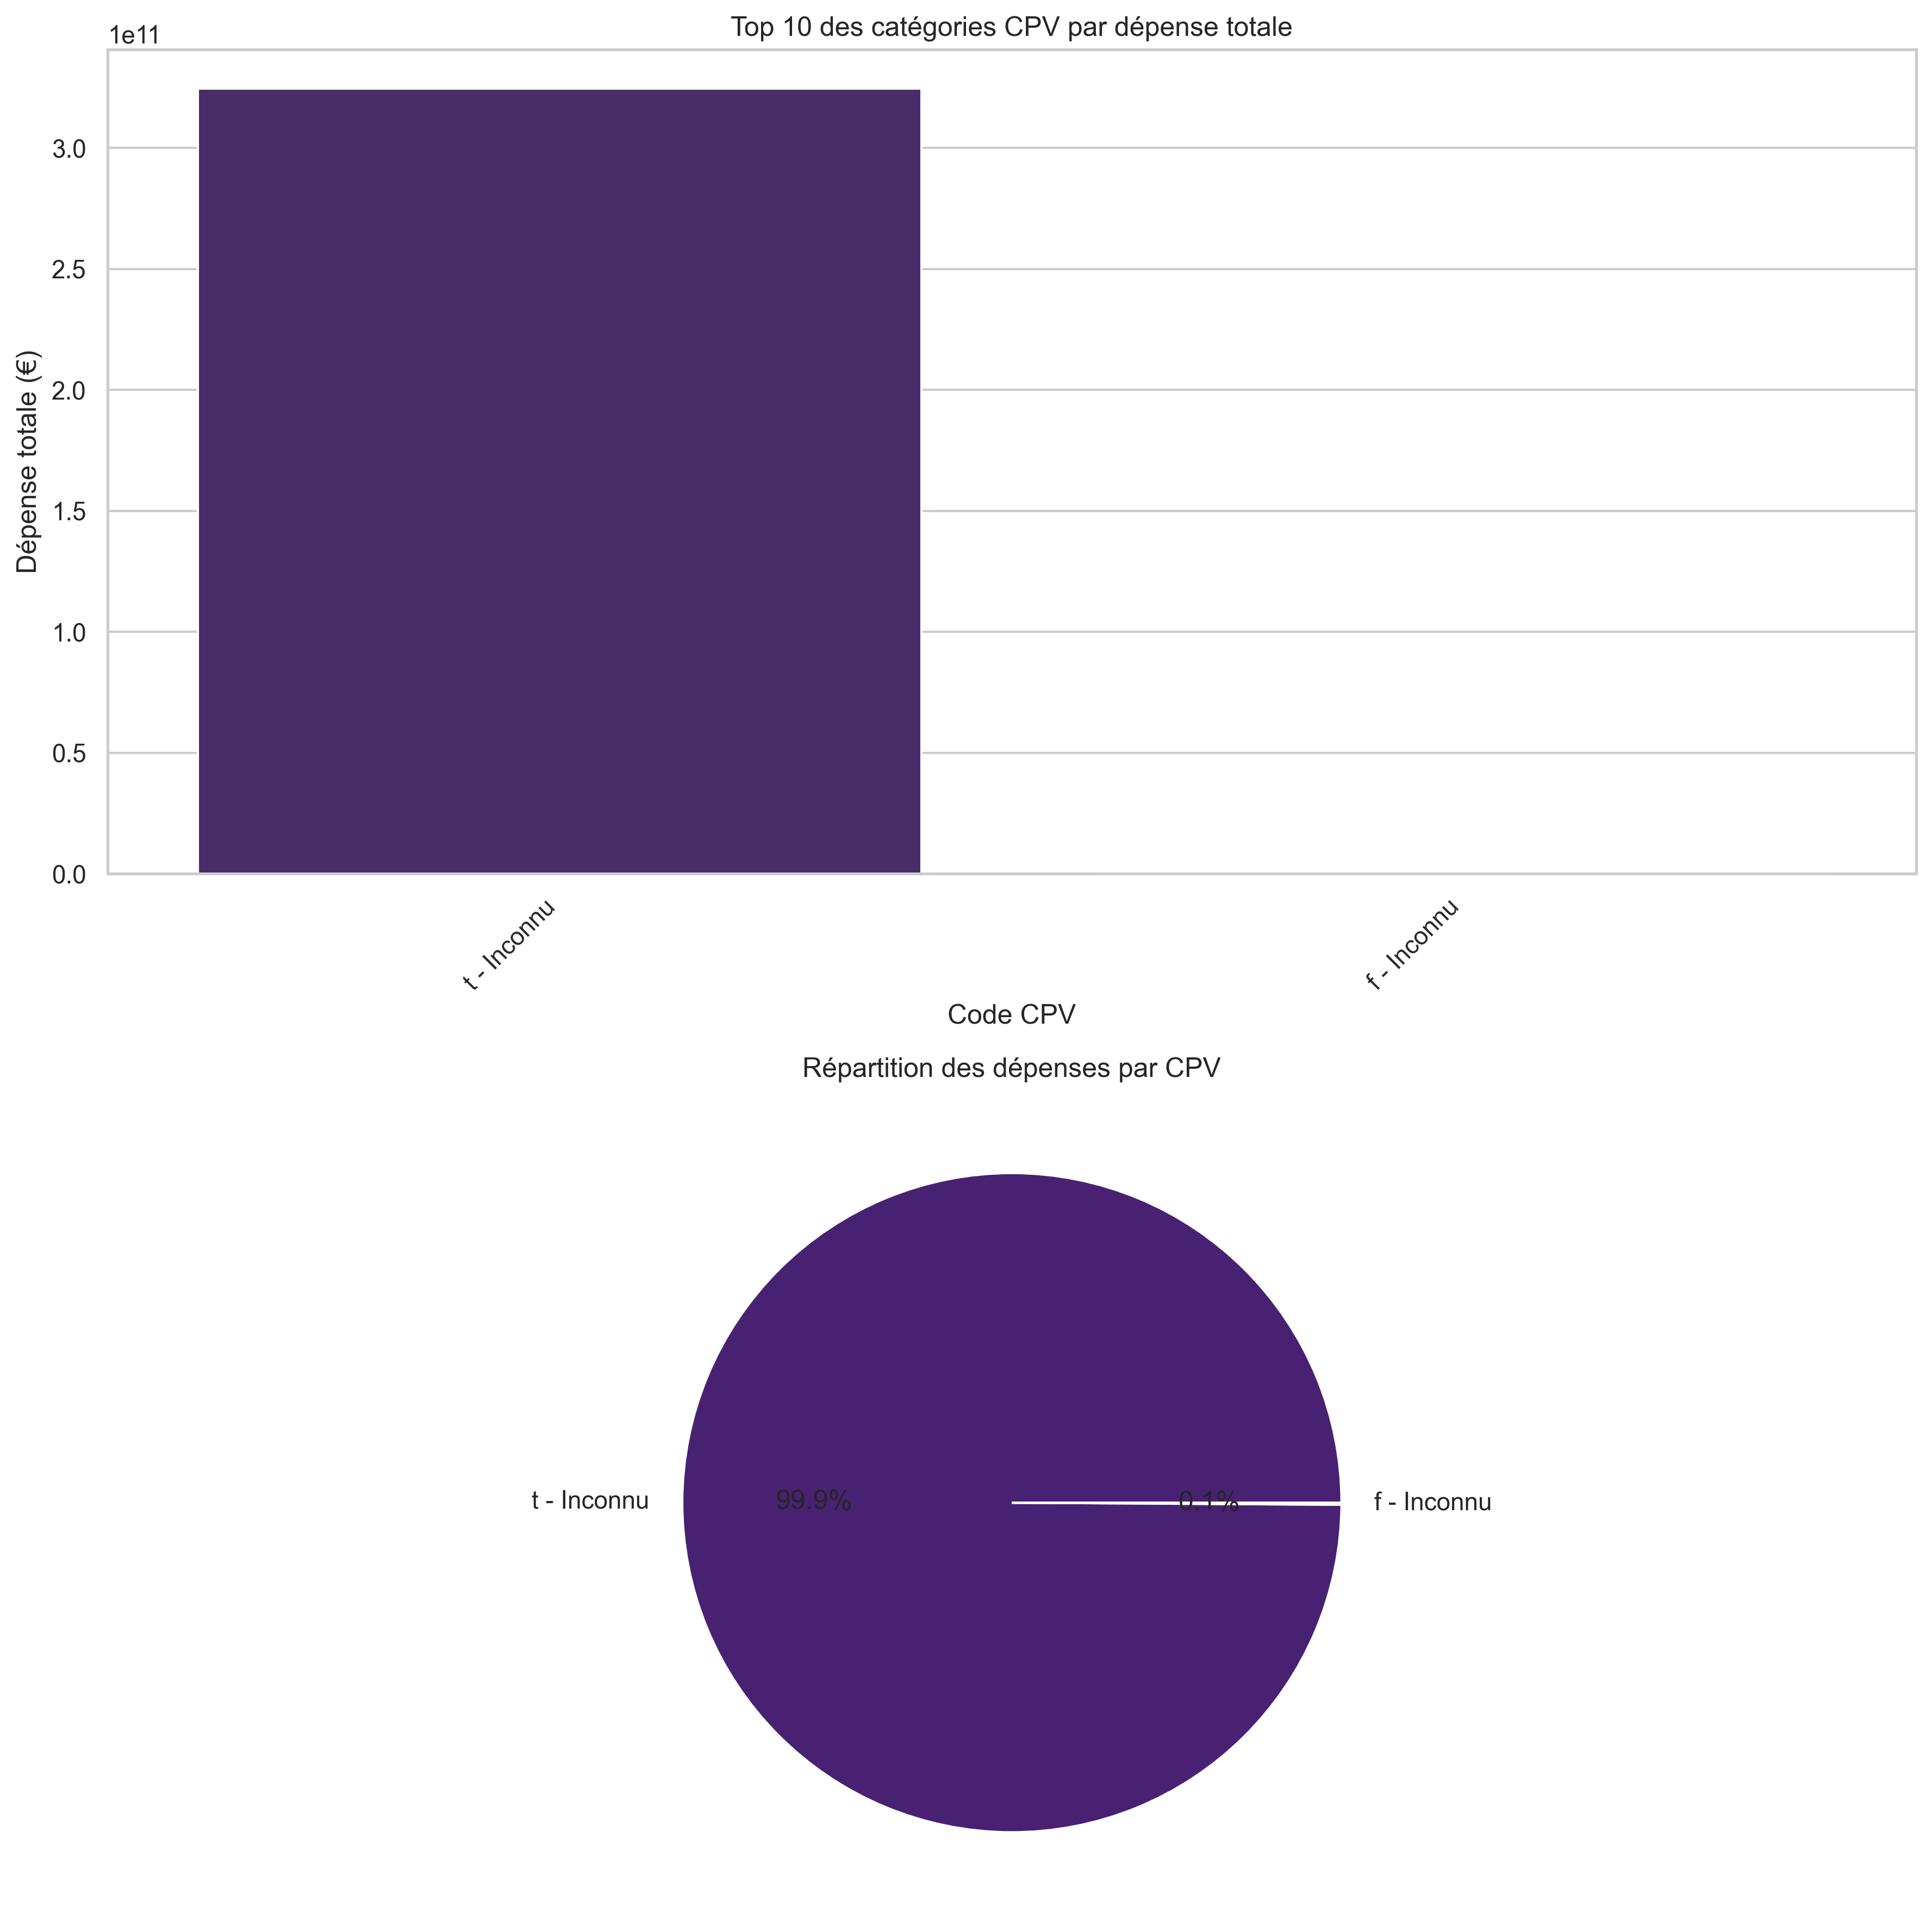 Top 10 des catégories CPV par dépense totale
1e11
3.0
2.5
2.0
1.5
1.0
0.5
0.0
Dépense totale (€)
t - Inconnu
f - Inconnu
Code CPV
Répartition des dépenses par CPV
t - Inconnu
99.9%
0.1%
f - Inconnu